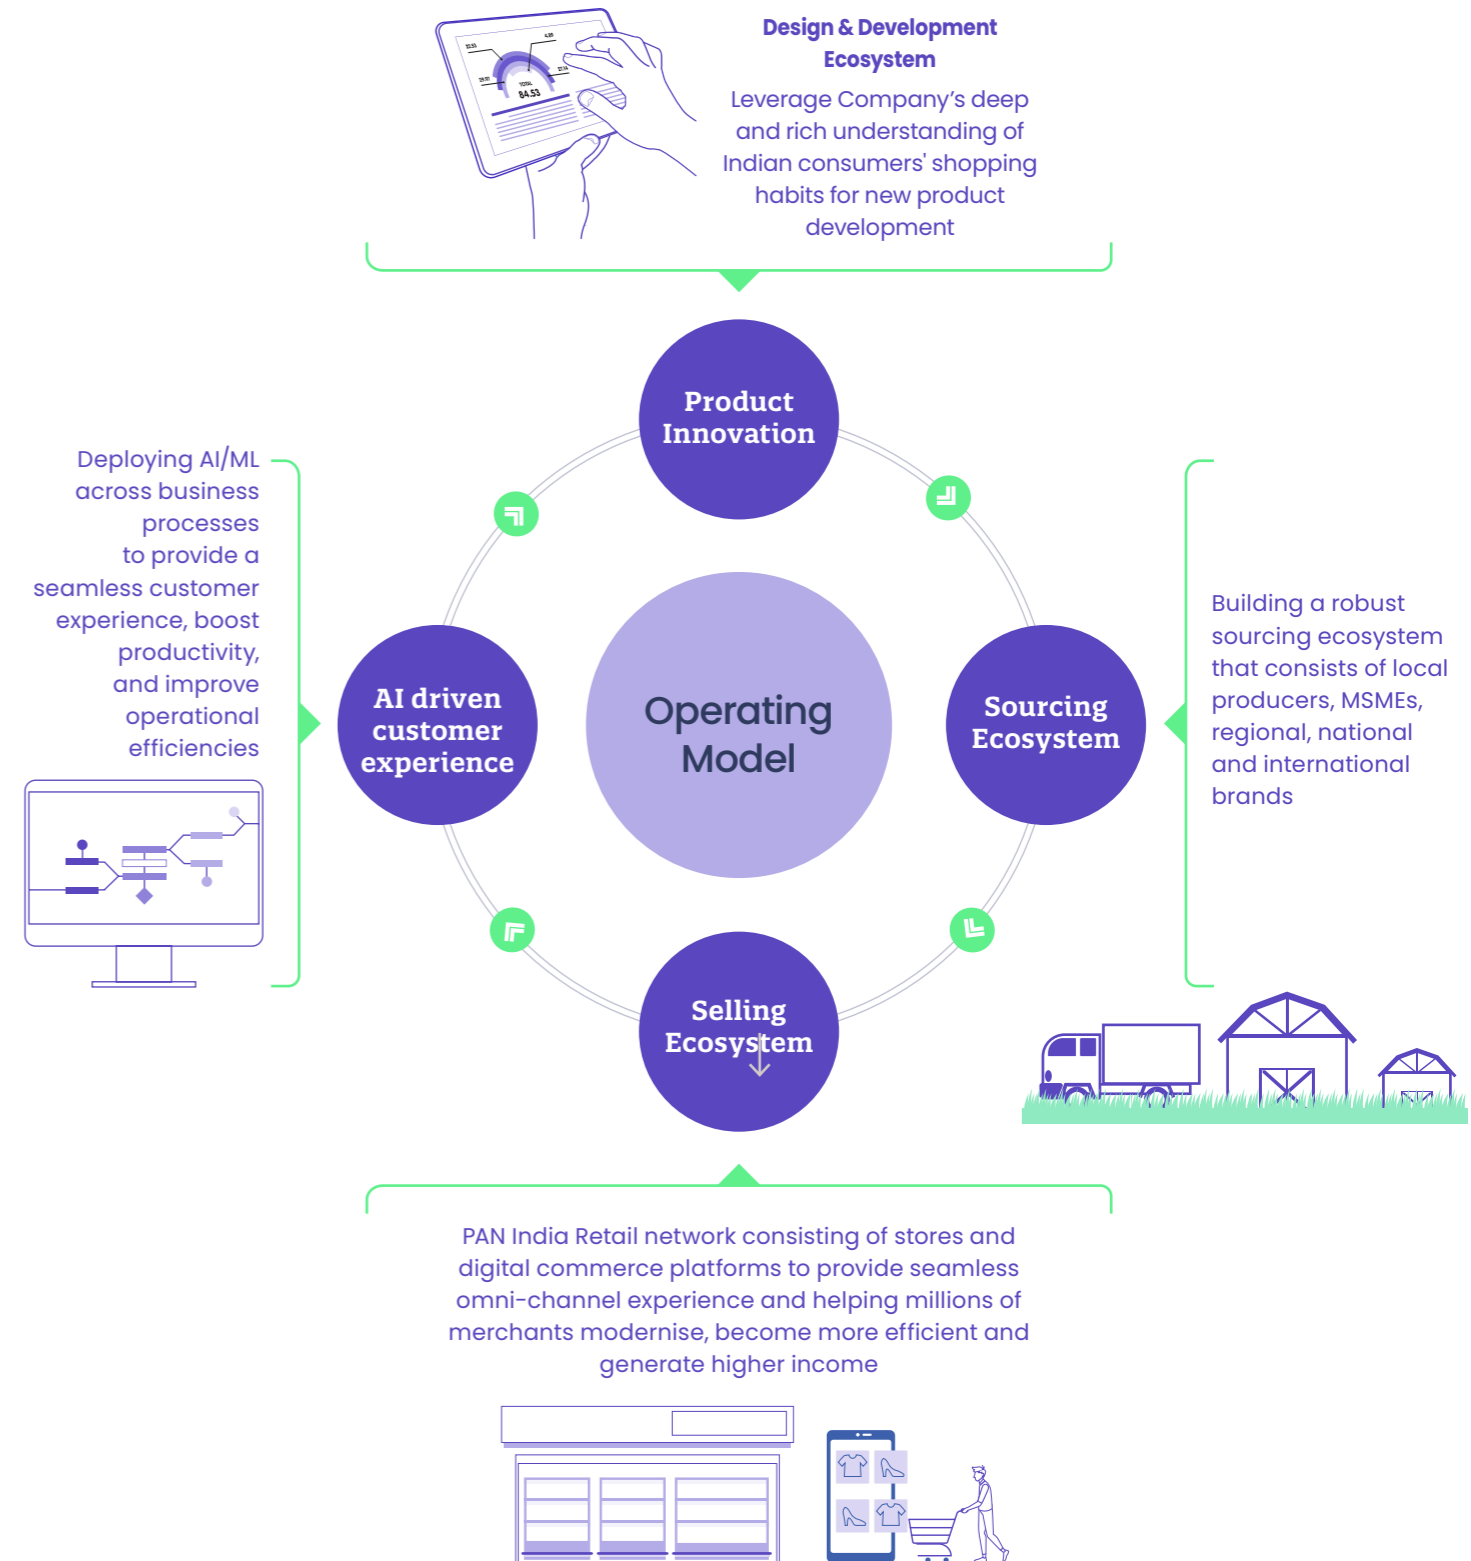 Design & Development
Ecosystem
Leverage Company’s deep
and rich understanding of
Indian consumers' shopping
habits for new product
development
TOTAL
84.53
Product
Innovation
Deploying AI/ML
across business
processes
to provide a
seamless customer
experience, boost
productivity,
and improve
operational
efficiencies
AI driven
customer
experience
Operating
Model
Sourcing
Ecosystem
Building a robust
sourcing ecosystem
that consists of local
producers, MSMEs,
regional, national
and international
brands
Selling
Ecosystem
PAN India Retail network consisting of stores and
digital commerce platforms to provide seamless
omni-channel experience and helping millions of
merchants modernise, become more efficient and
generate higher income